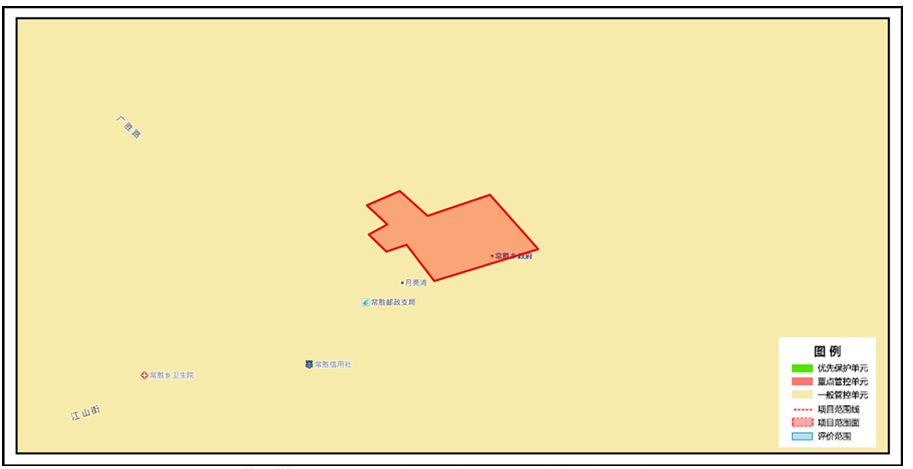 广胜路
常胜乡政府
月亮湾
常胜邮政支局
常胜信用社
常胜乡卫生院
江山街
图例
优先保护单元
重点管控单元
一般管控单元
项目范围线
项目范围面
评价范围